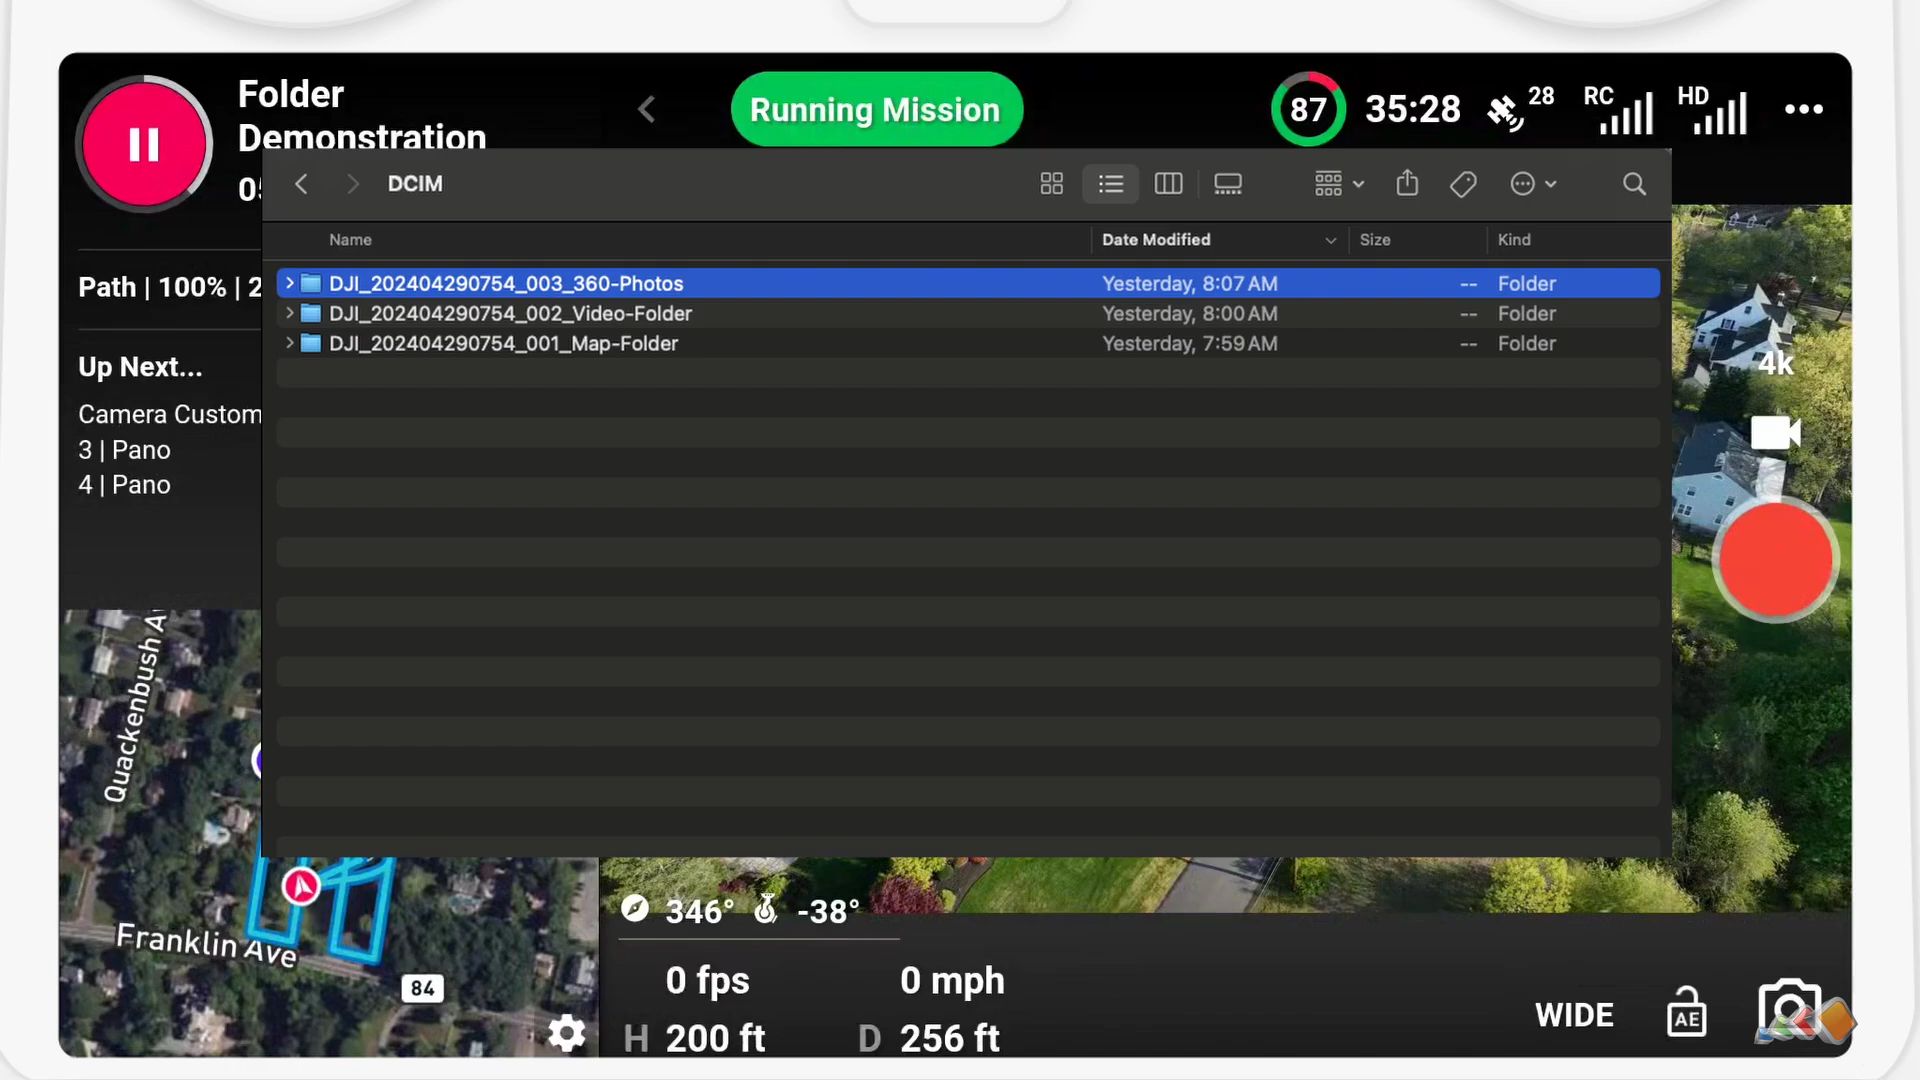 Folder
Demonstration
Running Mission
87
35:28
28
RC
HD
DCIM
Name
Date Modified
Size
Kind
DJI_202404290754_003_360-Photos
Yesterday, 8:07 AM
--
Folder
DJI_202404290754_002_Video-Folder
Yesterday, 8:00 AM
--
Folder
DJI_202404290754_001_Map-Folder
Yesterday, 7:59 AM
--
Folder
Path | 100% | 2
Up Next...
Camera Custom
3 | Pano
4 | Pano
4k
Quackenbush Av
Franklin Ave
84
346°
-38°
0 fps
0 mph
H 200 ft
D 256 ft
WIDE
AE